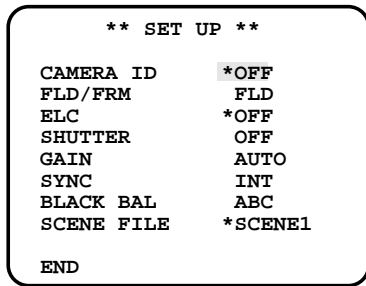 ** SET UP **
CAMERA ID *OFF
FLD/FRM FLD
ELC *OFF
SHUTTER OFF
GAIN AUTO
SYNC INT
BLACK BAL ABC
SCENE FILE *SCENE1
END